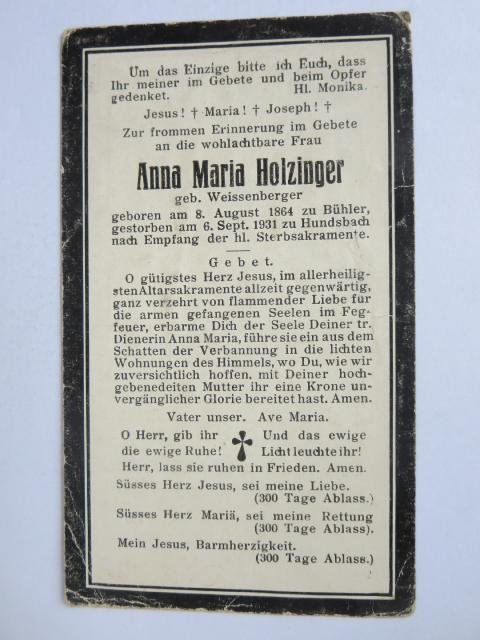 Um das Einzige bitte ich Euch, dass
Ihr meiner im Gebete und beim Opfer
gedenket. Hl. Monika.
Jesus! † Maria! † Joseph! †
Zur frommen Erinnerung im Gebete
an die wohlachtbare Frau
Anna Maria Holzinger
geb. Weissenberger
geboren am 8. August 1864 zu Bühler,
gestorben am 6. Sept. 1931 zu Hundsbach
nach Empfang der hl. Sterbsakramente.
Gebet.
O gütigstes Herz Jesus, im allerheilig-
sten Altarsakramente allzeit gegenwärtig,
ganz verzehrt von flammender Liebe für
die armen gefangenen Seelen im Feg-
feuer, erbarme Dich der Seele Deiner tr.
Dienerin Anna Maria, führe sie ein aus dem
Schatten der Verbannung in die lichten
Wohnungen des Himmels, wo Du, wie wir
zuversichtlich hoffen, mit Deiner hoch-
gebenedeiten Mutter ihr eine Krone un-
vergänglicher Glorie bereitet hast. Amen.
Vater unser. Ave Maria.
O Herr, gib ihr Und das ewige
die ewige Ruhe! Licht leuchte ihr!
Herr, lass sie ruhen in Frieden. Amen.
Süsses Herz Jesus, sei meine Liebe.
(300 Tage Ablass.)
Süsses Herz Mariä, sei meine Rettung
(300 Tage Ablass).
Mein Jesus, Barmherzigkeit.
(300 Tage Ablass.)